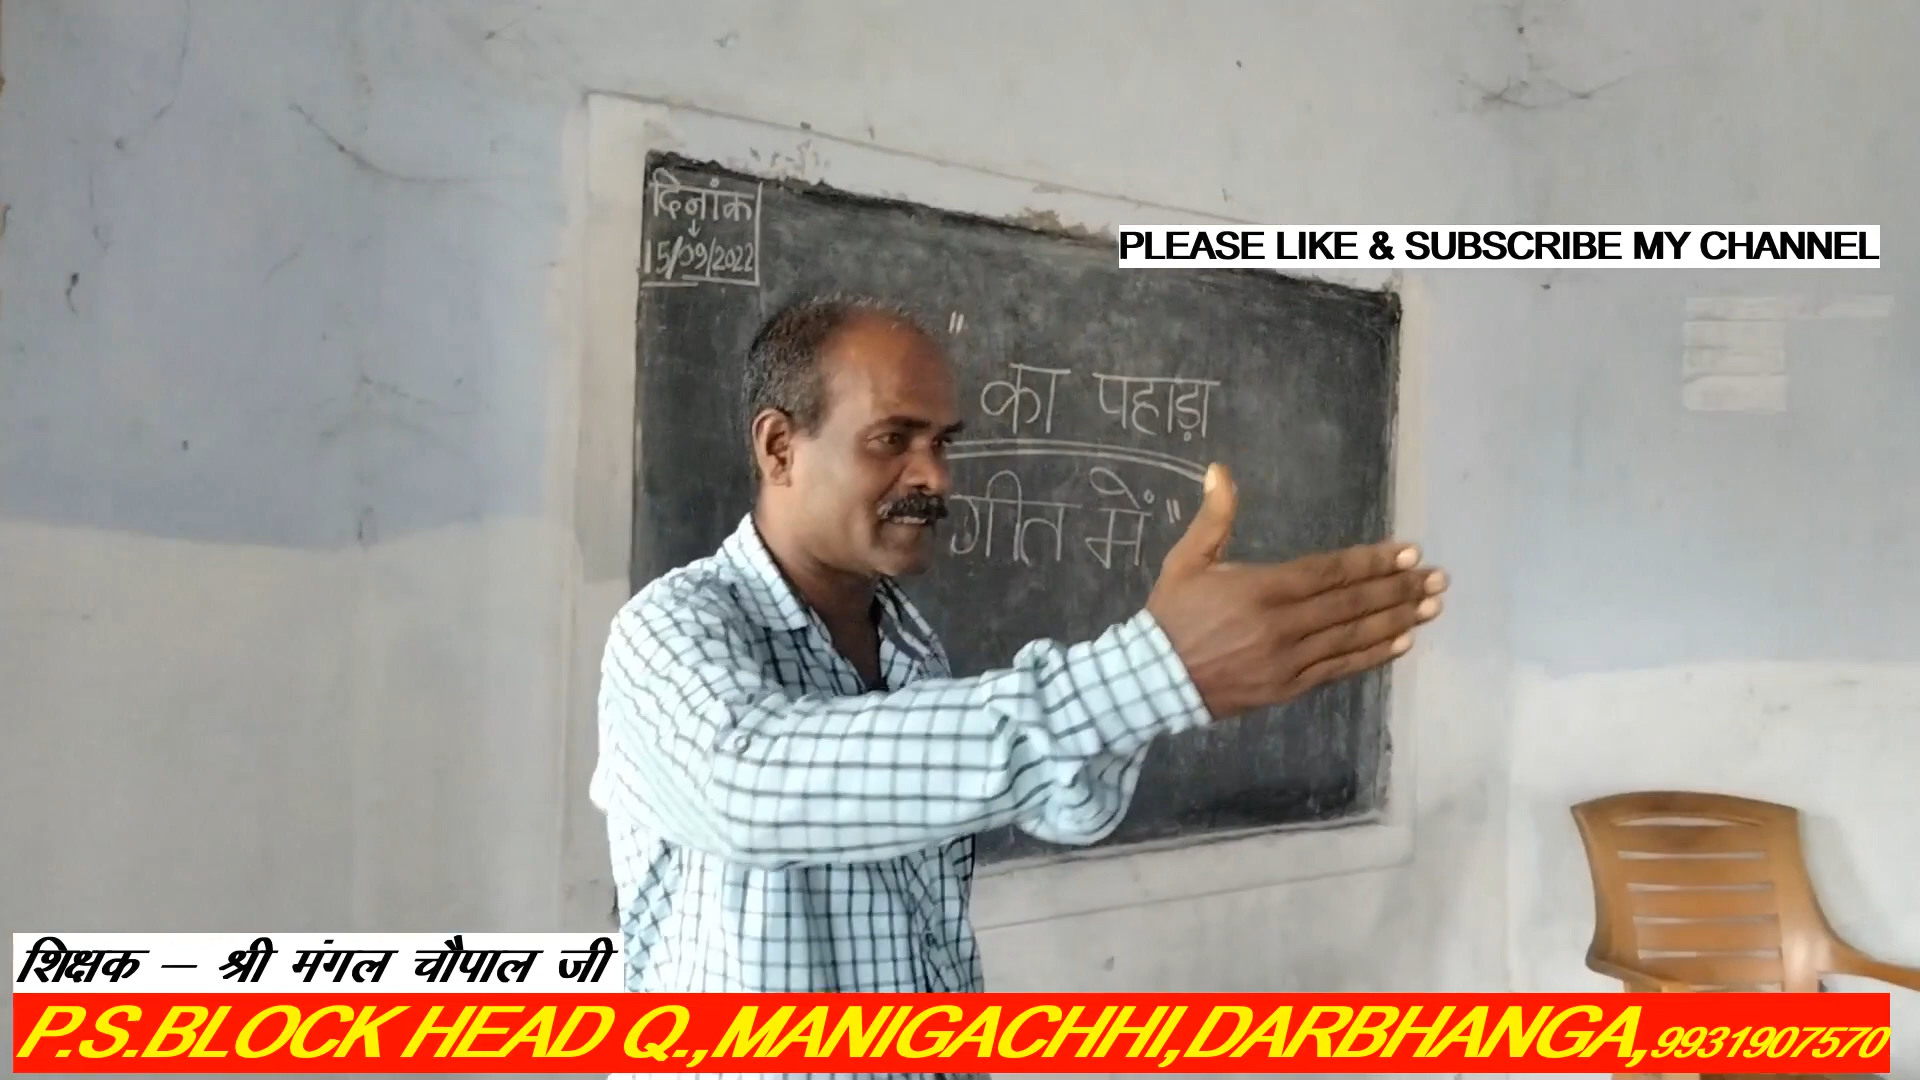 दिनांक
15/09/2022
PLEASE LIKE & SUBSCRIBE MY CHANNEL
"
का पहाड़ा
गीत में"
शिक्षक – श्री मंगल चौपाल जी
P.S.BLOCK HEAD Q.,MANIGACHHI,DARBHANGA,9931907570